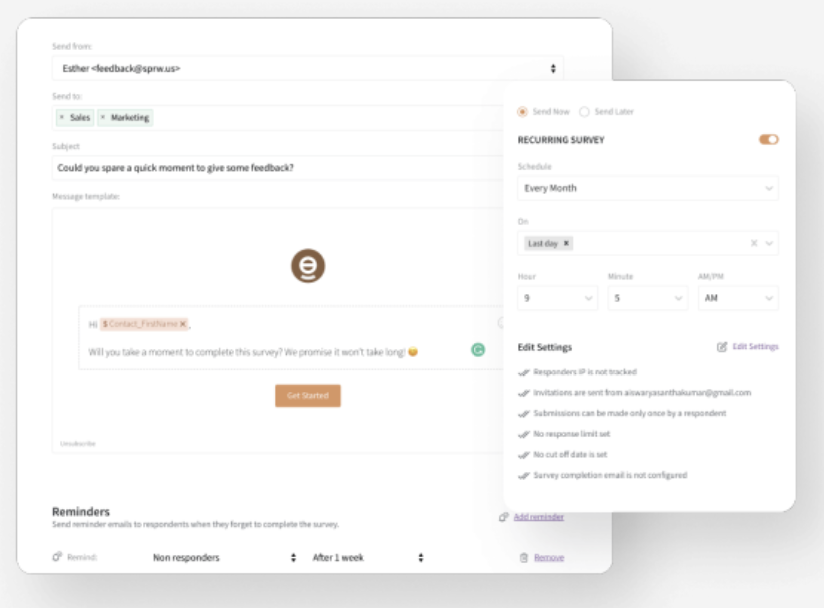 Send from:
Esther <feedback@sprw.us>
Send to:
× Sales × Marketing
Subject
Could you spare a quick moment to give some feedback?
Message template:
Hi $ Contact_FirstName ×,
Will you take a moment to complete this survey? We promise it won't take long! 😄
Get Started
Unsubscribe
Reminders
Send reminder emails to respondents when they forget to complete the survey.
Add reminder
Remind: Non responders After 1 week Remove
Send Now Send Later
RECURRING SURVEY
Schedule
Every Month
On
Last day ×
Hour Minute AM/PM
9 5 AM
Edit Settings Edit Settings
Responders IP is not tracked
Invitations are sent from aiswaryasanthakumar@gmail.com
Submissions can be made only once by a respondent
No response limit set
No cut off date is set
Survey completion email is not configured